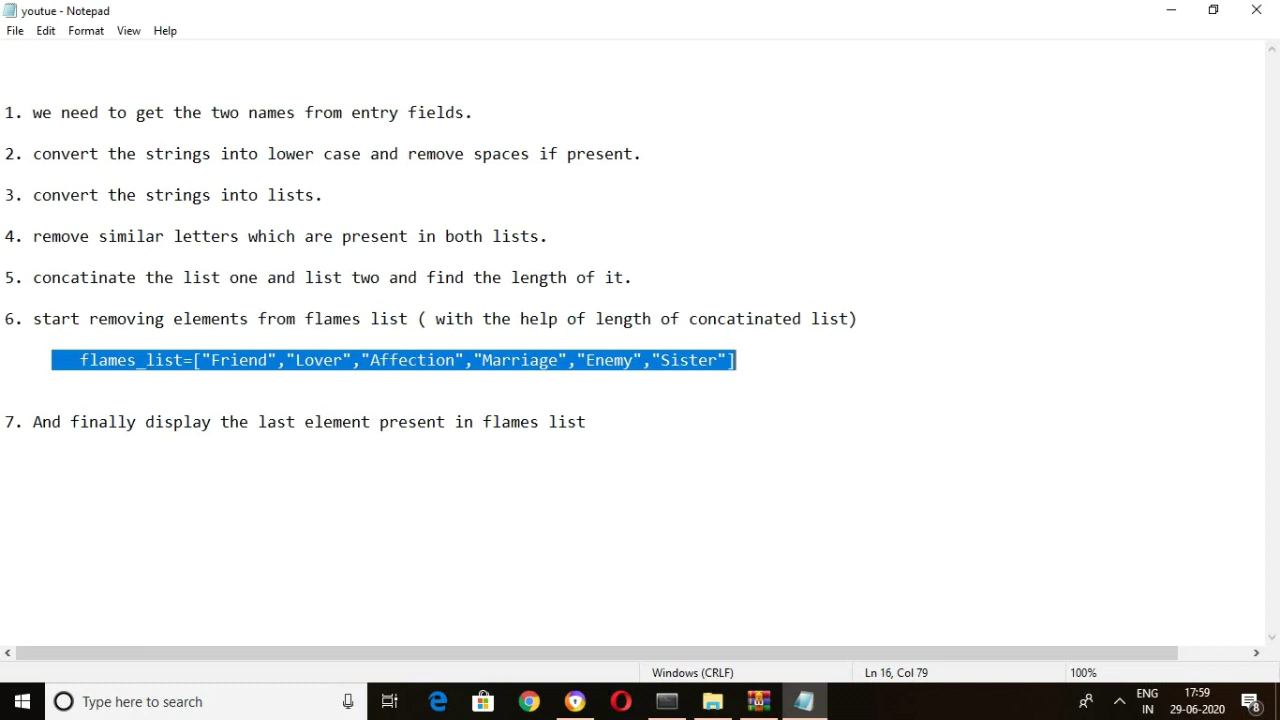 youtue - Notepad
File Edit Format View Help
1. we need to get the two names from entry fields.
2. convert the strings into lower case and remove spaces if present.
3. convert the strings into lists.
4. remove similar letters which are present in both lists.
5. concatinate the list one and list two and find the length of it.
6. start removing elements from flames list ( with the help of length of concatinated list)
flames_list=["Friend","Lover","Affection","Marriage","Enemy","Sister"]
7. And finally display the last element present in flames list
Windows (CRLF) Ln 16, Col 79 100%
Type here to search
ENG 17:59
IN 29-06-2020 8